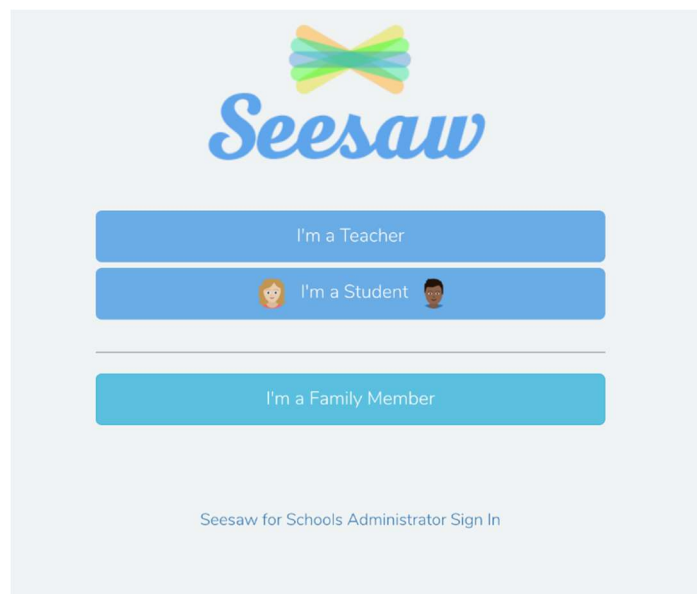 Seesaw
I'm a Teacher
I'm a Student
I'm a Family Member
Seesaw for Schools Administrator Sign In